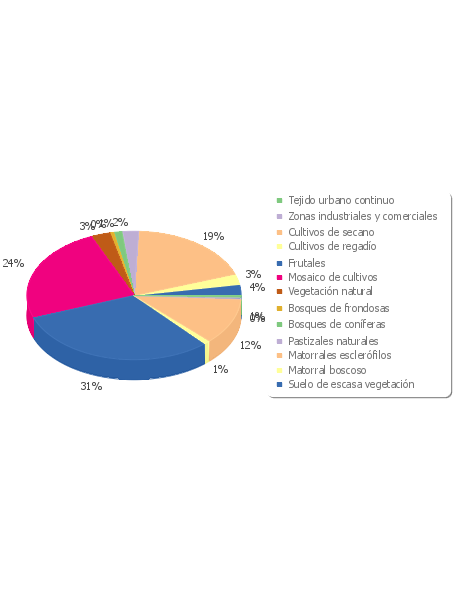 Tejido urbano continuo
Zonas industriales y comerciales
Cultivos de secano
Cultivos de regadío
Frutales
Mosaico de cultivos
Vegetación natural
Bosques de frondosas
Bosques de coníferas
Pastizales naturales
Matorrales esclerófilos
Matorral boscoso
Suelo de escasa vegetación
3%
2%
19%
3%
4%
24%
0%
12%
1%
31%